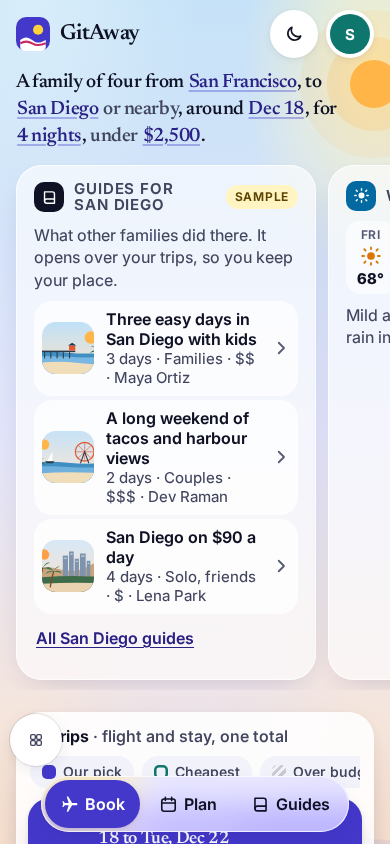 GitAway
S
A family of four from San Francisco, to
San Diego or nearby, around Dec 18, for
4 nights, under $2,500.
GUIDES FOR
SAN DIEGO
SAMPLE
What other families did there. It
opens over your trips, so you keep
your place.
Three easy days in
San Diego with kids
3 days · Families · $$
· Maya Ortiz
A long weekend of
tacos and harbour
views
2 days · Couples ·
$$$ · Dev Raman
San Diego on $90 a
day
4 days · Solo, friends
· $ · Lena Park
All San Diego guides
FRI
68°
Mild a
rain in
rips · flight and stay, one total
Our pick
Cheapest
Over budg
Book
Plan
Guides
18 to Tue, Dec 22